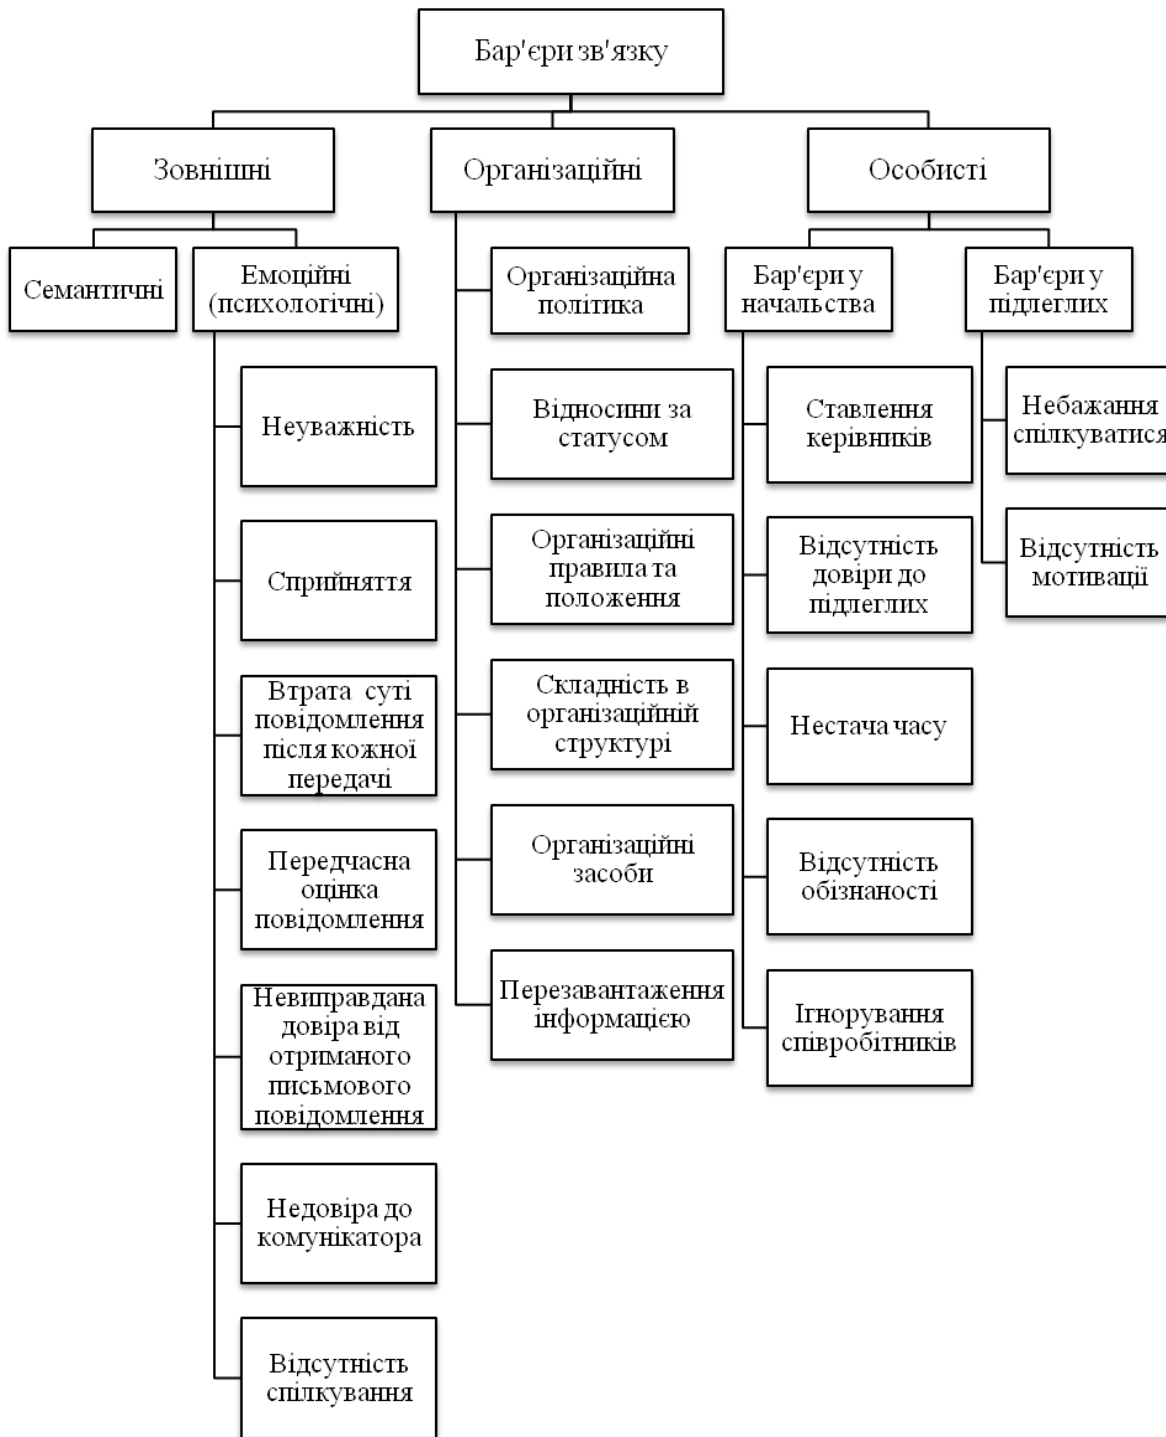 Бар'єри зв'язку
Зовнішні
Організаційні
Особисті
Семантичні
Емоційні
(психологічні)
Неуважність
Сприйняття
Втрата суті
повідомлення
після кожної
передачі
Передчасна
оцінка
повідомлення
Невиправдана
довіра від
отриманого
письмового
повідомлення
Недовіра до
комунікатора
Відсутність
спілкування
Організаційна
політика
Відносини за
статусом
Організаційні
правила та
положення
Складність в
організаційній
структурі
Організаційні
засоби
Перезавантаження
інформацією
Бар'єри у
начальства
Ставлення
керівників
Відсутність
довіри до
підлеглих
Нестача часу
Відсутність
обізнаності
Ігнорування
співробітників
Бар'єри у
підлеглих
Небажання
спілкуватися
Відсутність
мотивації